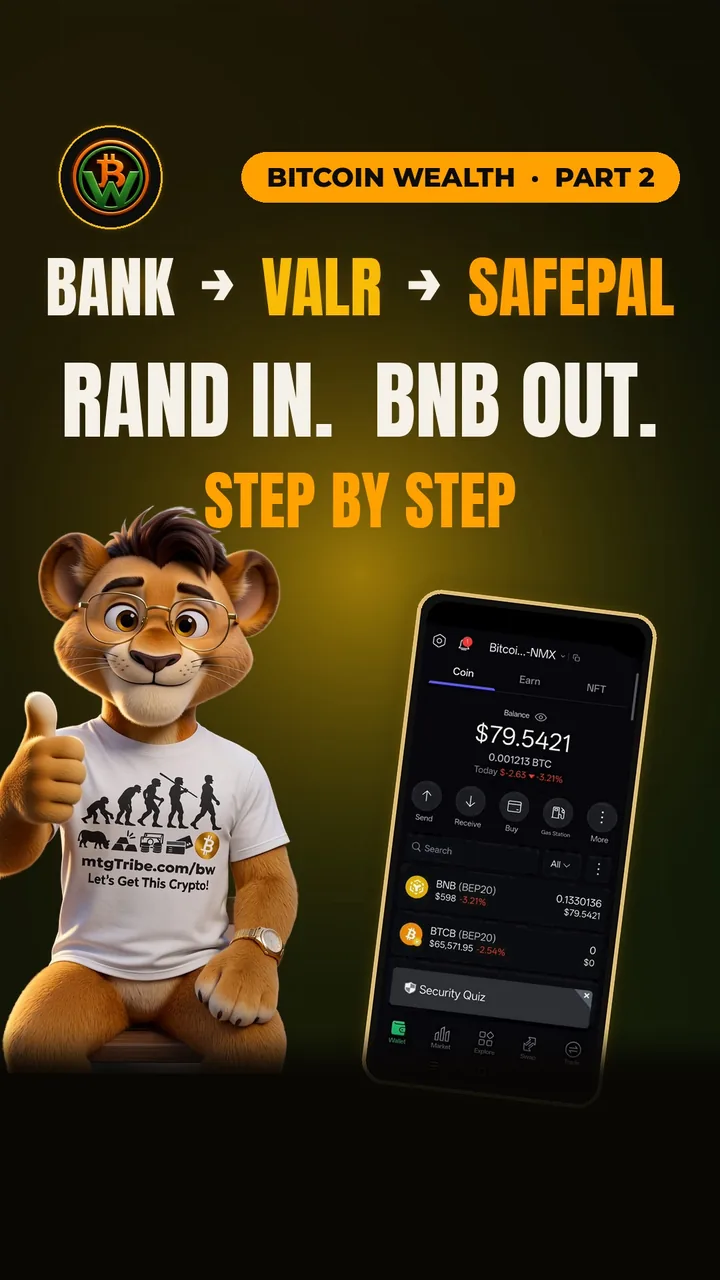 BITCOIN WEALTH · PART 2
BANK → VALR → SAFEPAL
RAND IN. BNB OUT.
STEP BY STEP
mtgTribe.com/bw
Let's Get This Crypto!
Bitcoi...-NMX
Coin Earn NFT
Balance
$79.5421
0.001213 BTC
Today $-2.63 ▼ -3.21%
Send Receive Buy Gas Station More
Search All
BNB (BEP20) 0.1330136
$598 -3.21% $79.5421
BTCB (BEP20) 0
$65,571.95 -2.54% $0
Security Quiz
Wallet Market Explore Swap